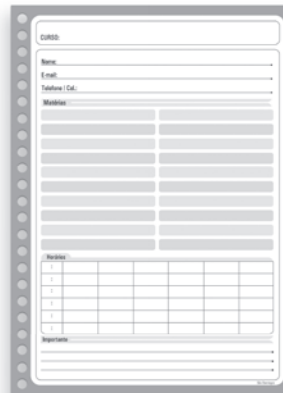 CURSO:
Nome:
E-mail:
Telefone / Cel.:
Matérias
Horários
Importante